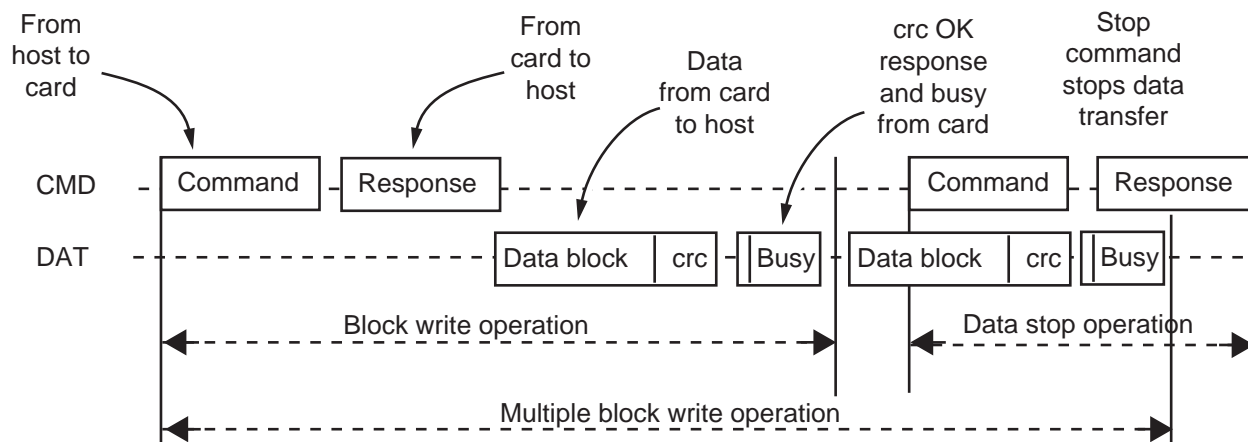 From
host to
card
From
card to
host
Data
from card
to host
crc OK
response
and busy
from card
Stop
command
stops data
transfer
CMD
Command
Response
Command
Response
DAT
Data block
crc
Busy
Data block
crc
Busy
Block write operation
Data stop operation
Multiple block write operation